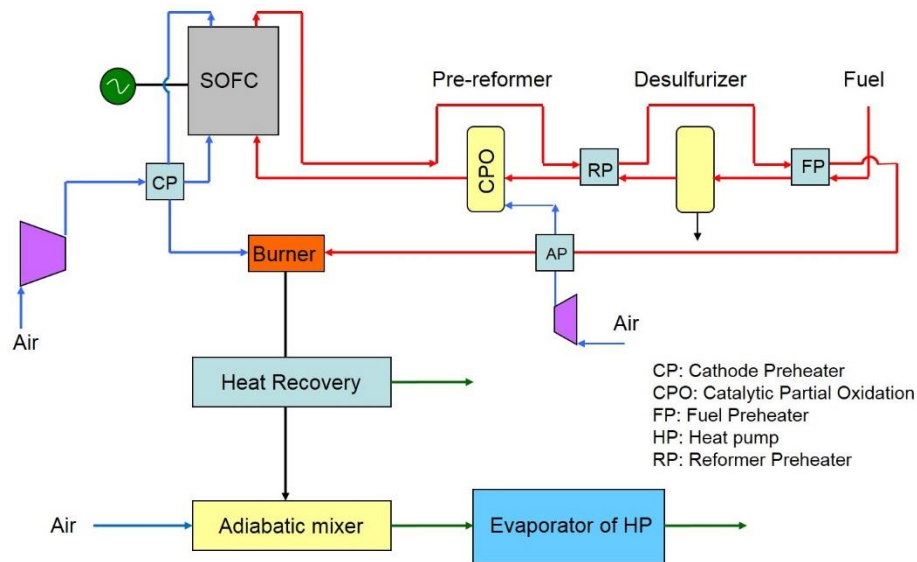 SOFC
Pre-reformer
Desulfurizer
Fuel
CPO
RP
FP
CP
Burner
AP
Air
Air
Heat Recovery
CP: Cathode Preheater
CPO: Catalytic Partial Oxidation
FP: Fuel Preheater
HP: Heat pump
RP: Reformer Preheater
Air
Adiabatic mixer
Evaporator of HP